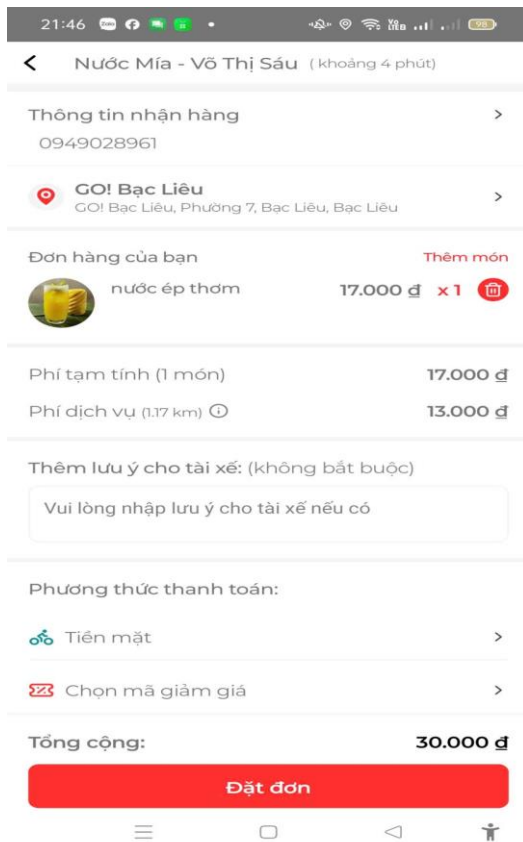 21:46
Nước Mía - Võ Thị Sáu (khoảng 4 phút)
Thông tin nhận hàng
0949028961
GO! Bạc Liêu
GO! Bạc Liêu, Phường 7, Bạc Liêu, Bạc Liêu
Đơn hàng của bạn Thêm món
nước ép thơm 17.000 ₫ x 1
Phí tạm tính (1 món) 17.000 ₫
Phí dịch vụ (1.17 km) 13.000 ₫
Thêm lưu ý cho tài xế: (không bắt buộc)
Vui lòng nhập lưu ý cho tài xế nếu có
Phương thức thanh toán:
Tiền mặt
Chọn mã giảm giá
Tổng cộng: 30.000 ₫
Đặt đơn